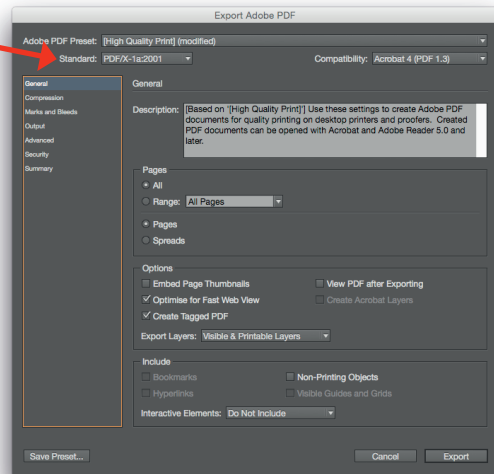 Export Adobe PDF
Adobe PDF Preset: [High Quality Print] (modified)
Standard: PDF/X-1a:2001 Compatibility: Acrobat 4 (PDF 1.3)
General
Compression
Marks and Bleeds
Output
Advanced
Security
Summary
General
Description: [Based on '[High Quality Print]'] Use these settings to create Adobe PDF
documents for quality printing on desktop printers and proofers. Created
PDF documents can be opened with Acrobat and Adobe Reader 5.0 and
later.
Pages
All
Range: All Pages
Pages
Spreads
Options
Embed Page Thumbnails View PDF after Exporting
Optimise for Fast Web View Create Acrobat Layers
Create Tagged PDF
Export Layers: Visible & Printable Layers
Include
Bookmarks Non-Printing Objects
Hyperlinks Visible Guides and Grids
Interactive Elements: Do Not Include
Save Preset... Cancel Export